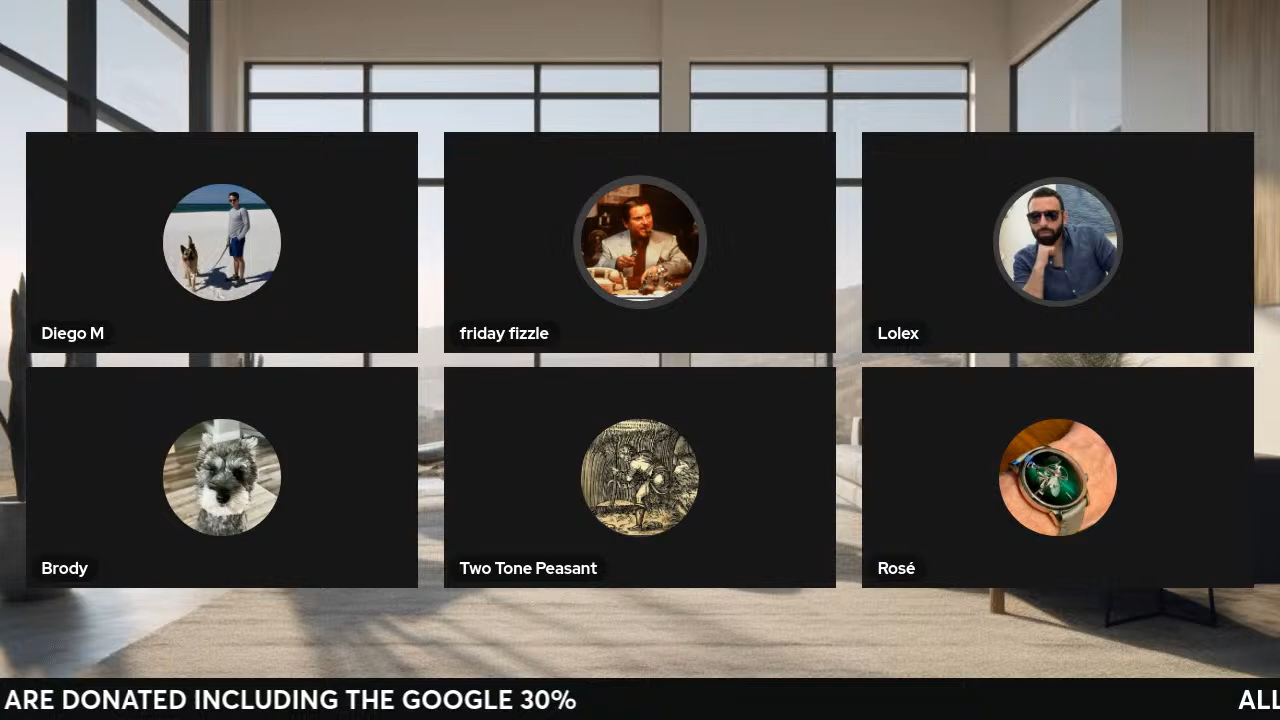 Diego M
friday fizzle
Lolex
Brody
Two Tone Peasant
Rosé
ARE DONATED INCLUDING THE GOOGLE 30%
ALL